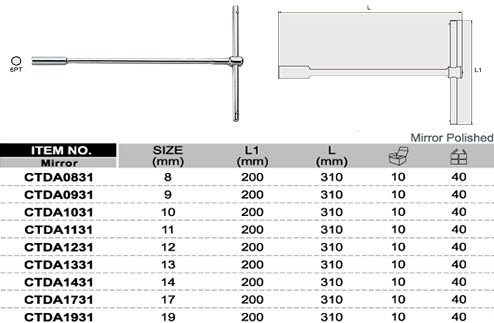 L
6PT
L1
Mirror Polished
ITEM NO. SIZE L1 L
Mirror (mm) (mm) (mm)
CTDA0831 8 200 310 10 40
CTDA0931 9 200 310 10 40
CTDA1031 10 200 310 10 40
CTDA1131 11 200 310 10 40
CTDA1231 12 200 310 10 40
CTDA1331 13 200 310 10 40
CTDA1431 14 200 310 10 40
CTDA1731 17 200 310 10 40
CTDA1931 19 200 310 10 40